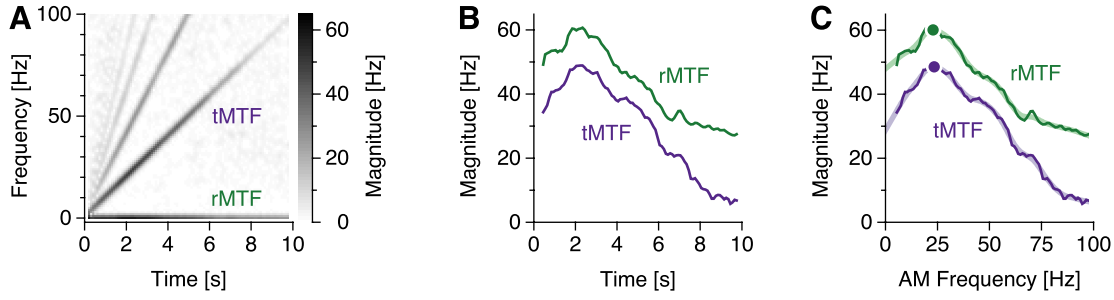 A
100
50
0
Frequency [Hz]
0 2 4 6 8 10
Time [s]
tMTF
rMTF
60
40
20
0
Magnitude [Hz]
B
60
40
20
0
Magnitude [Hz]
rMTF
tMTF
0 2 4 6 8 10
Time [s]
C
60
40
20
0
Magnitude [Hz]
rMTF
tMTF
0 25 50 75 100
AM Frequency [Hz]